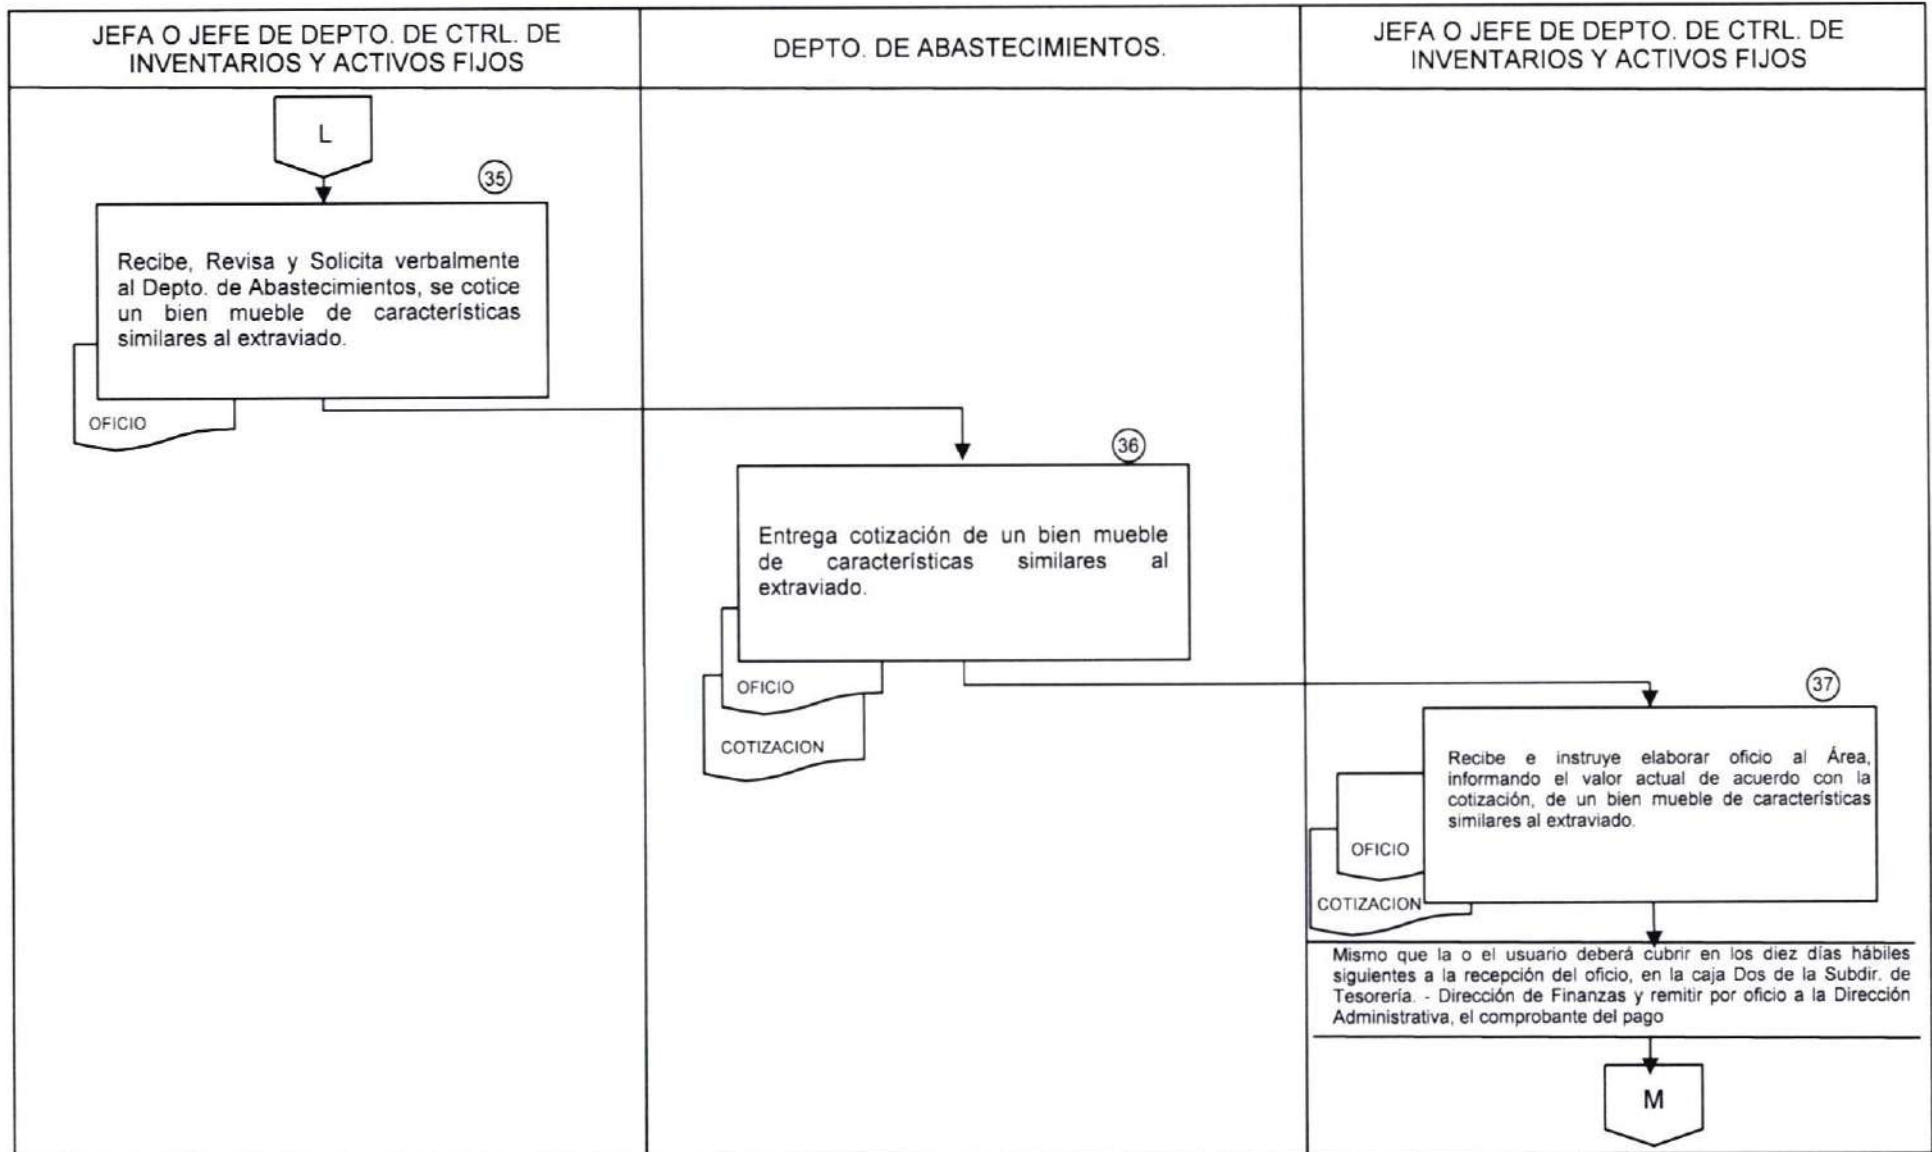 JEFA O JEFE DE DEPTO. DE CTRL. DE
INVENTARIOS Y ACTIVOS FIJOS
DEPTO. DE ABASTECIMIENTOS.
JEFA O JEFE DE DEPTO. DE CTRL. DE
INVENTARIOS Y ACTIVOS FIJOS
L
35
Recibe, Revisa y Solicita verbalmente
al Depto. de Abastecimientos, se cotice
un bien mueble de características
similares al extraviado.
OFICIO
36
Entrega cotización de un bien mueble
de características similares al
extraviado.
OFICIO
COTIZACION
37
Recibe e instruye elaborar oficio al Área,
informando el valor actual de acuerdo con la
cotización, de un bien mueble de características
similares al extraviado.
OFICIO
COTIZACION
Mismo que la o el usuario deberá cubrir en los diez días hábiles
siguientes a la recepción del oficio, en la caja Dos de la Subdir. de
Tesorería. - Dirección de Finanzas y remitir por oficio a la Dirección
Administrativa, el comprobante del pago
M